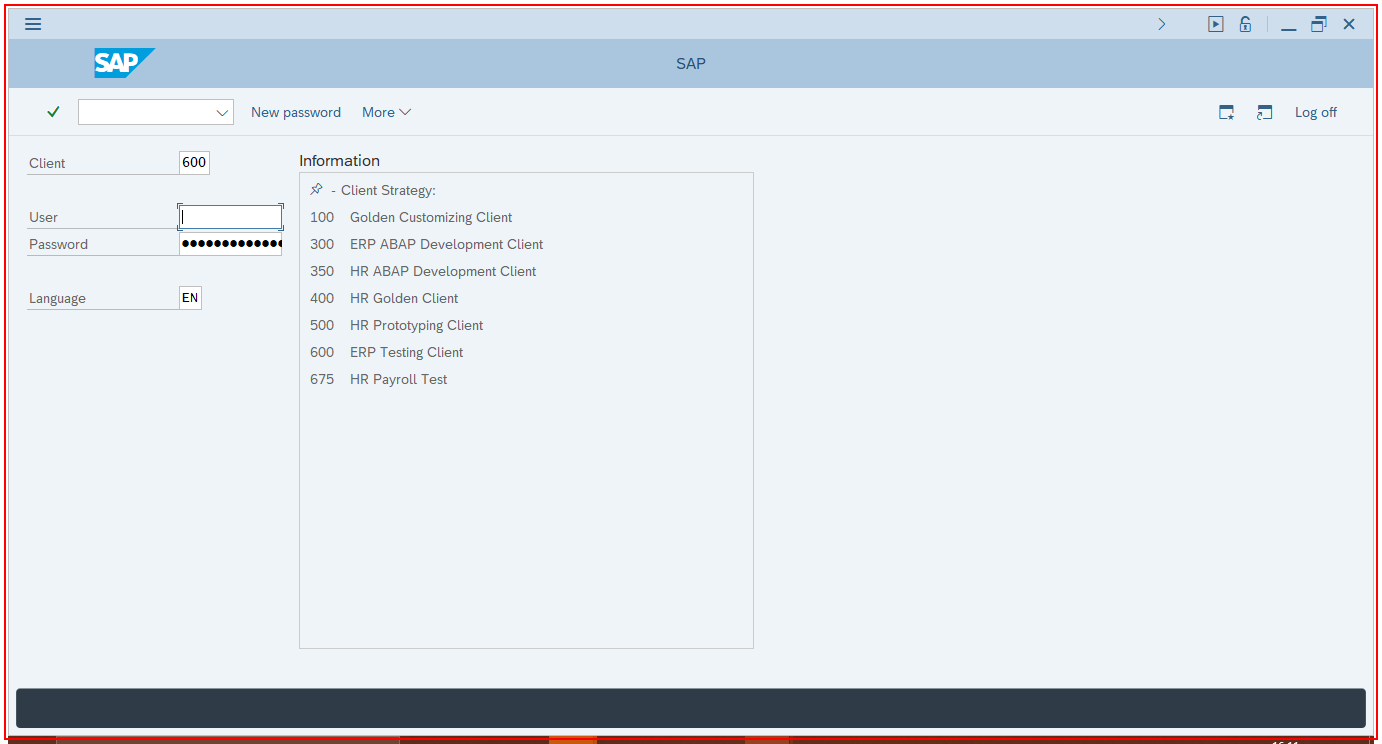 SAP
SAP
New password
More
Log off
Client 600
User
Password
Language EN
Information
- Client Strategy:
100 Golden Customizing Client
300 ERP ABAP Development Client
350 HR ABAP Development Client
400 HR Golden Client
500 HR Prototyping Client
600 ERP Testing Client
675 HR Payroll Test